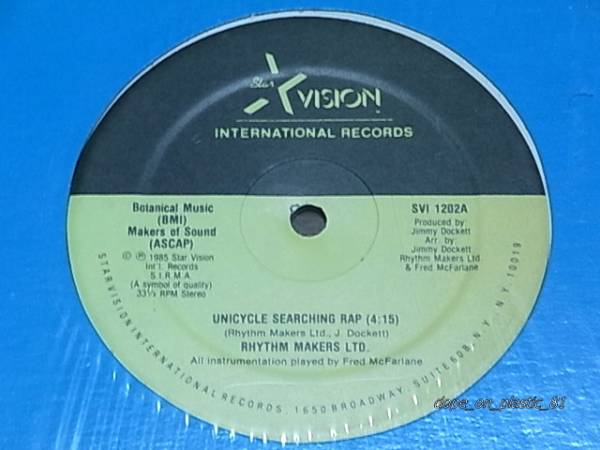 Star
VISION
INTERNATIONAL RECORDS
Botanical Music
(BMI)
Makers of Sound
(ASCAP)
© ℗ 1985 Star Vision
Int'l. Records
S.I.R.M.A.
(A symbol of quality)
33⅓ RPM Stereo
SVI 1202A
Produced by:
Jimmy Dockett
Arr. by:
Jimmy Dockett
Rhythm Makers Ltd
& Fred McFarlane
UNICYCLE SEARCHING RAP (4:15)
(Rhythm Makers Ltd., J. Dockett)
RHYTHM MAKERS LTD.
All instrumentation played by Fred McFarlane
STARVISION INTERNATIONAL RECORDS, 1650 BROADWAY, SUITE 608, N.Y. N.Y. 10019
dope_on_plastic_81